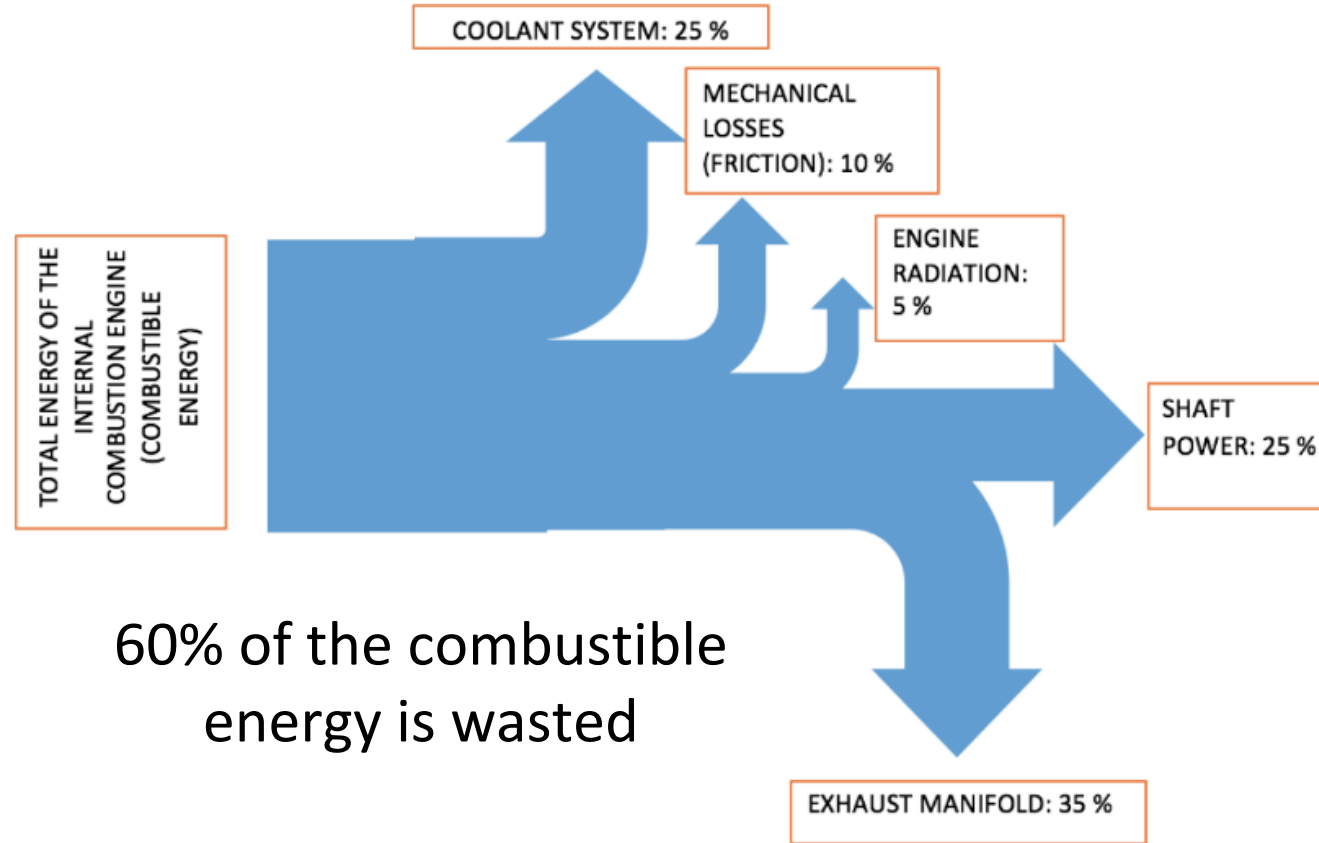 COOLANT SYSTEM: 25 %
MECHANICAL
LOSSES
(FRICTION): 10 %
ENGINE
RADIATION:
5 %
TOTAL ENERGY OF THE
INTERNAL
COMBUSTION ENGINE
(COMBUSTIBLE
ENERGY)
SHAFT
POWER: 25 %
60% of the combustible
energy is wasted
EXHAUST MANIFOLD: 35 %